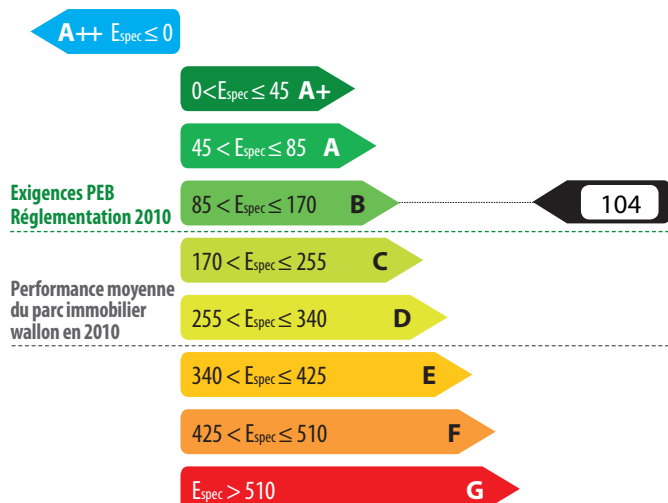 A++ Espec ≤ 0
0<Espec ≤ 45 A+
45 < Espec ≤ 85 A
Exigences PEB
Réglementation 2010
85 < Espec ≤ 170 B
104
170 < Espec ≤ 255 C
Performance moyenne
du parc immobilier
wallon en 2010
255 < Espec ≤ 340 D
340 < Espec ≤ 425 E
425 < Espec ≤ 510 F
Espec > 510 G